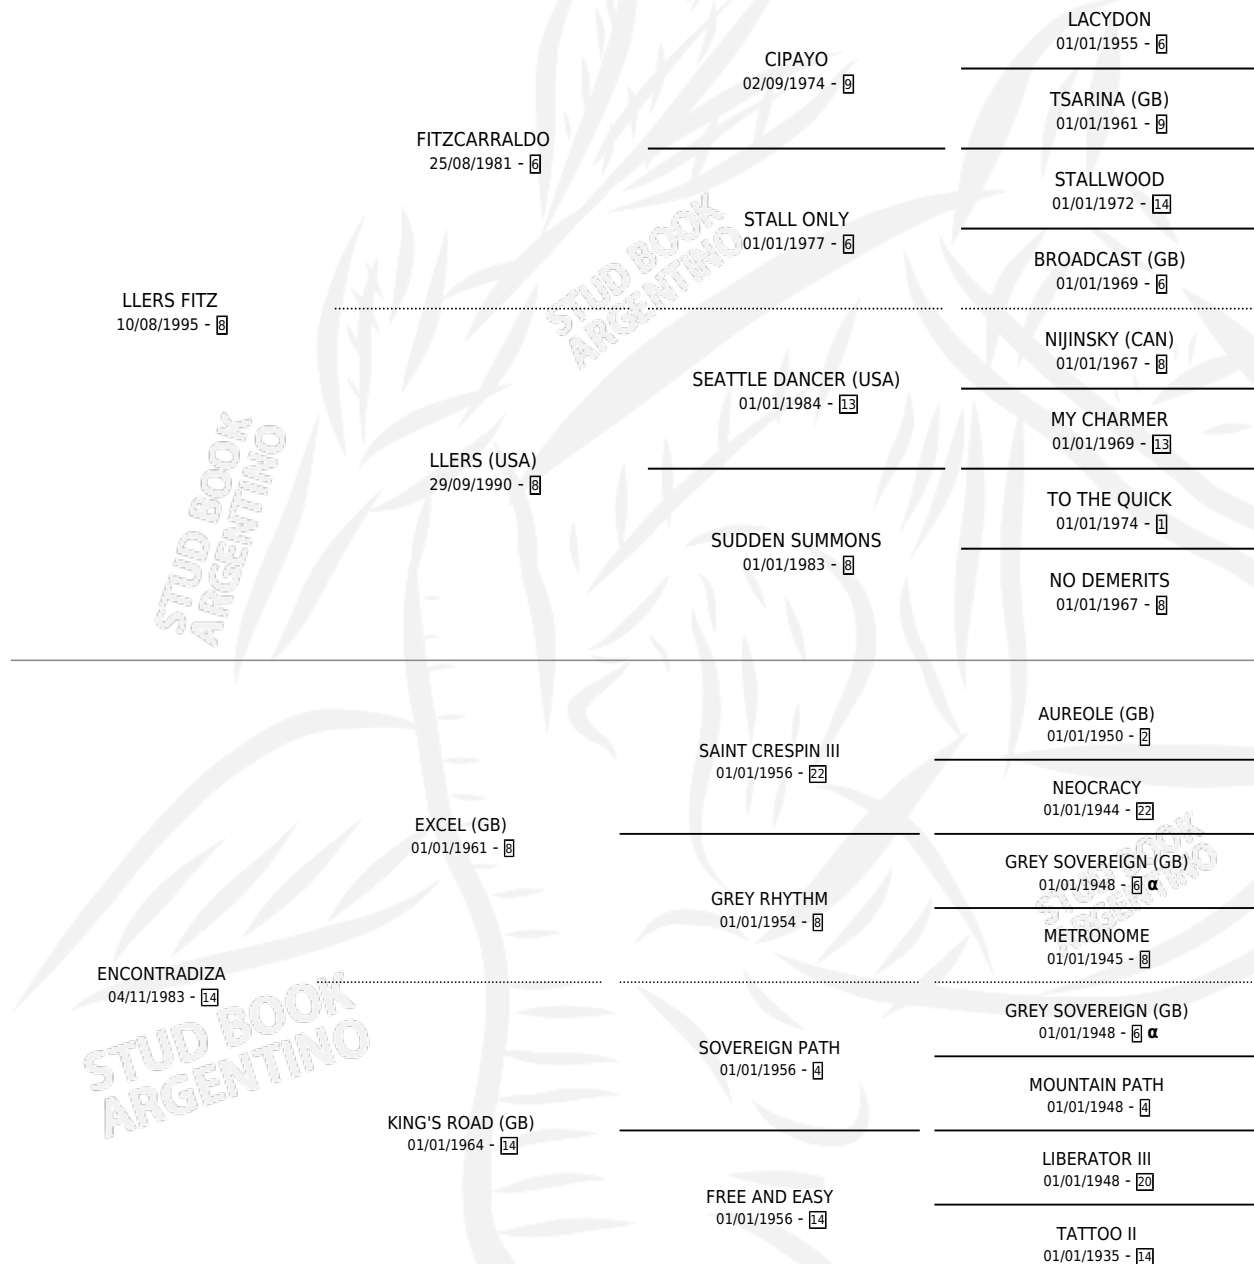 LACYDON
01/01/1955 - 6
CIPAYO
02/09/1974 - 9
TSARINA (GB)
01/01/1961 - 9
FITZCARRALDO
25/08/1981 - 6
STALLWOOD
01/01/1972 - 14
STALL ONLY
01/01/1977 - 6
BROADCAST (GB)
01/01/1969 - 6
LLERS FITZ
10/08/1995 - 8
NIJINSKY (CAN)
01/01/1967 - 8
SEATTLE DANCER (USA)
01/01/1984 - 13
MY CHARMER
01/01/1969 - 13
LLERS (USA)
29/09/1990 - 8
TO THE QUICK
01/01/1974 - 1
SUDDEN SUMMONS
01/01/1983 - 8
NO DEMERITS
01/01/1967 - 8
STUD BOOK
ARGENTINO
STUD BOOK
ARGENTINO
AUREOLE (GB)
01/01/1950 - 2
SAINT CRESPIN III
01/01/1956 - 22
NEOCRACY
01/01/1944 - 22
EXCEL (GB)
01/01/1961 - 8
GREY SOVEREIGN (GB)
01/01/1948 - 6 α
GREY RHYTHM
01/01/1954 - 8
METRONOME
01/01/1945 - 8
ENCONTRADIZA
04/11/1983 - 14
GREY SOVEREIGN (GB)
01/01/1948 - 6 α
SOVEREIGN PATH
01/01/1956 - 4
MOUNTAIN PATH
01/01/1948 - 4
KING'S ROAD (GB)
01/01/1964 - 14
LIBERATOR III
01/01/1948 - 20
FREE AND EASY
01/01/1956 - 14
TATTOO II
01/01/1935 - 14
STUD BOOK
ARGENTINO
STUD BOOK
ARGENTINO